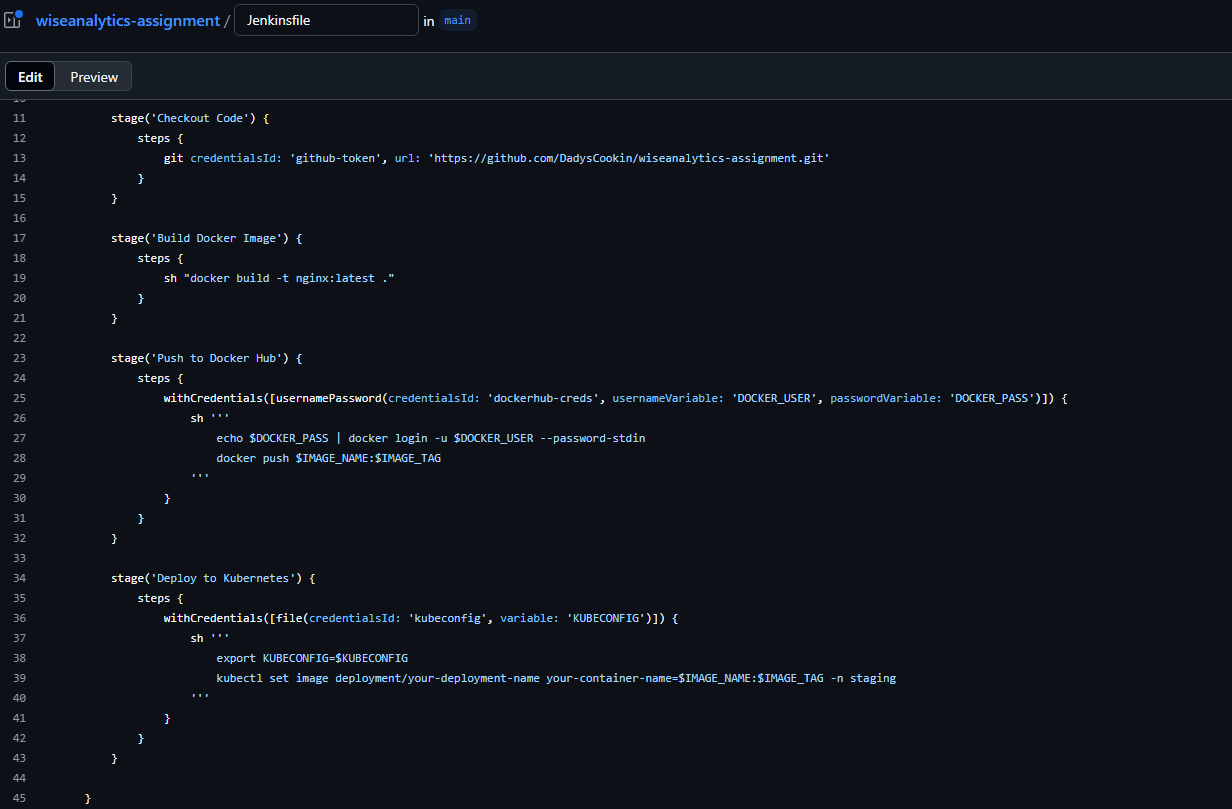 wiseanalytics-assignment / Jenkinsfile in main
Edit Preview
11 stage('Checkout Code') {
12 steps {
13 git credentialsId: 'github-token', url: 'https://github.com/DadysCookin/wiseanalytics-assignment.git'
14 }
15 }
16
17 stage('Build Docker Image') {
18 steps {
19 sh "docker build -t nginx:latest ."
20 }
21 }
22
23 stage('Push to Docker Hub') {
24 steps {
25 withCredentials([usernamePassword(credentialsId: 'dockerhub-creds', usernameVariable: 'DOCKER_USER', passwordVariable: 'DOCKER_PASS')]) {
26 sh '''
27 echo $DOCKER_PASS | docker login -u $DOCKER_USER --password-stdin
28 docker push $IMAGE_NAME:$IMAGE_TAG
29 '''
30 }
31 }
32 }
33
34 stage('Deploy to Kubernetes') {
35 steps {
36 withCredentials([file(credentialsId: 'kubeconfig', variable: 'KUBECONFIG')]) {
37 sh '''
38 export KUBECONFIG=$KUBECONFIG
39 kubectl set image deployment/your-deployment-name your-container-name=$IMAGE_NAME:$IMAGE_TAG -n staging
40 '''
41 }
42 }
43 }
44
45 }